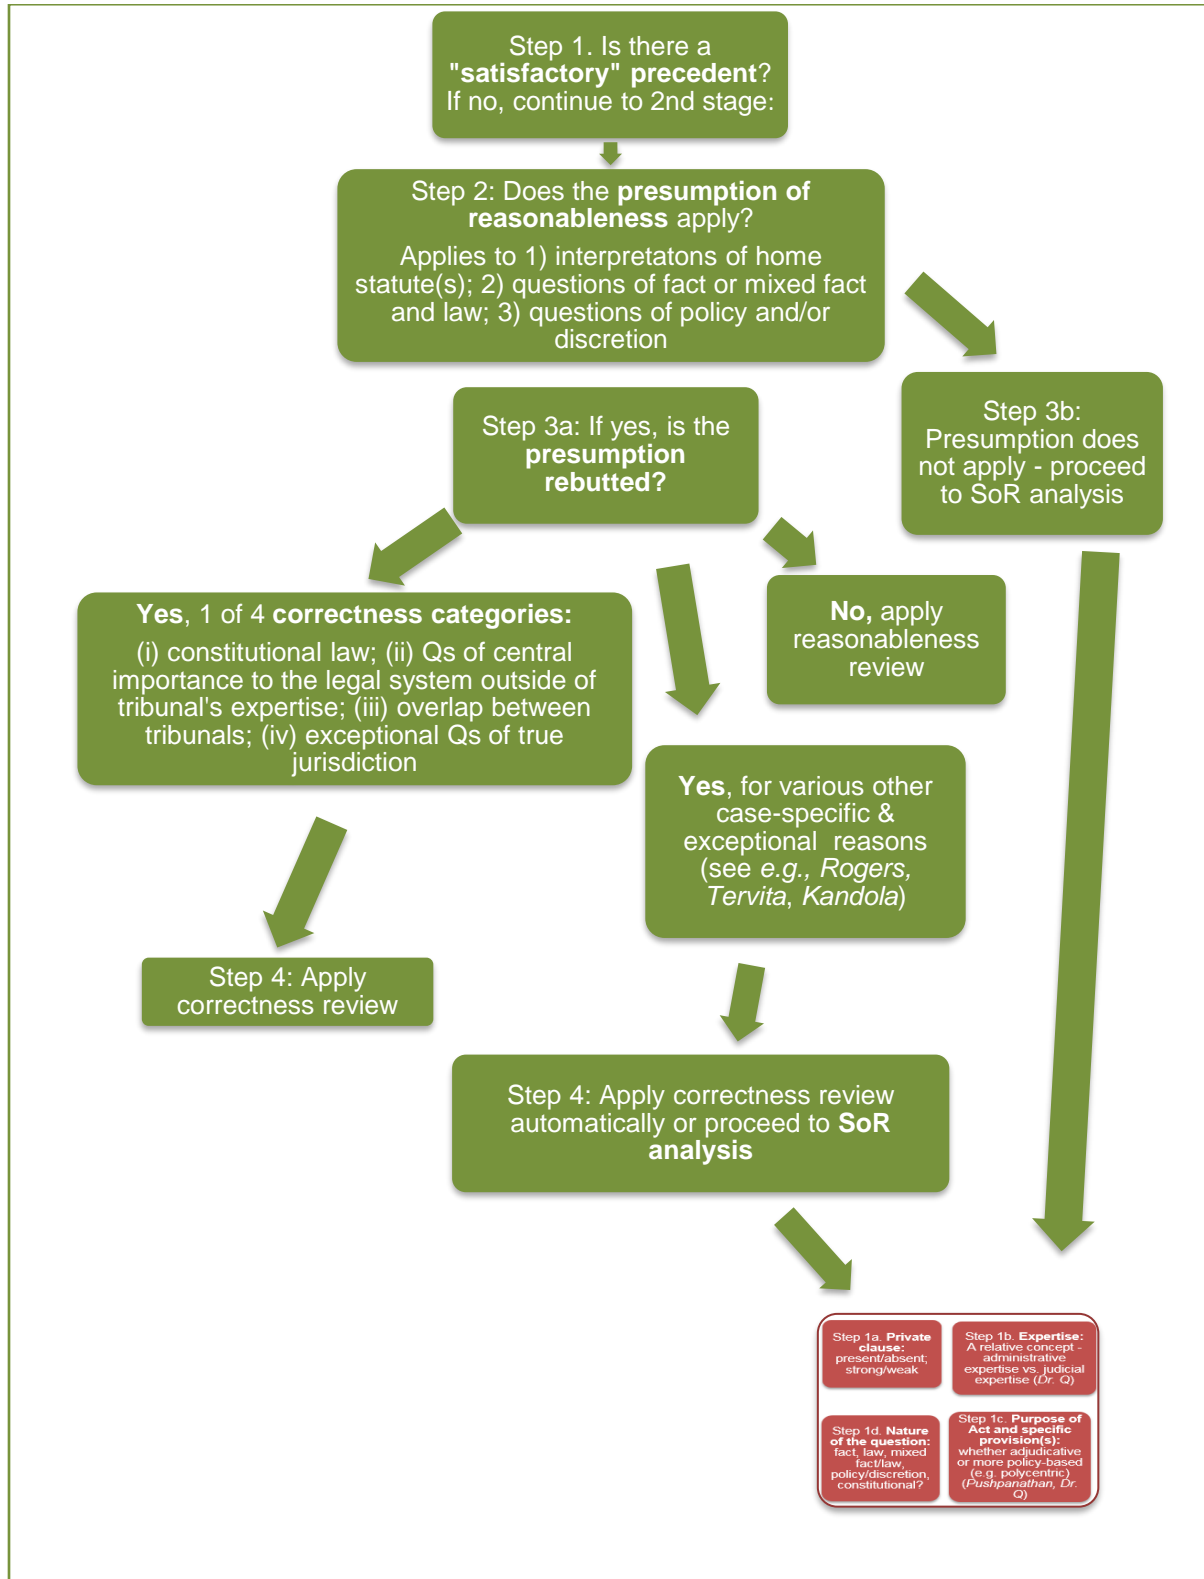 Step 1. Is there a
"satisfactory" precedent?
If no, continue to 2nd stage:
Step 2: Does the presumption of
reasonableness apply?
Applies to 1) interpretatons of home
statute(s); 2) questions of fact or mixed fact
and law; 3) questions of policy and/or
discretion
Step 3a: If yes, is the
presumption
rebutted?
Step 3b:
Presumption does
not apply - proceed
to SoR analysis
Yes, 1 of 4 correctness categories:
(i) constitutional law; (ii) Qs of central
importance to the legal system outside of
tribunal's expertise; (iii) overlap between
tribunals; (iv) exceptional Qs of true
jurisdiction
No, apply
reasonableness
review
Yes, for various other
case-specific &
exceptional reasons
(see e.g., Rogers,
Tervita, Kandola)
Step 4: Apply
correctness review
Step 4: Apply correctness review
automatically or proceed to SoR
analysis
Step 1a. Private
clause:
present/absent;
strong/weak
Step 1b. Expertise:
A relative concept -
administrative
expertise vs. judicial
expertise (Dr. Q)
Step 1d. Nature
of the question:
fact, law, mixed
fact/law,
policy/discretion,
constitutional?
Step 1c. Purpose of
Act and specific
provision(s):
whether adjudicative
or more policy-based
(e.g. polycentric)
(Pushpanathan, Dr.
Q)